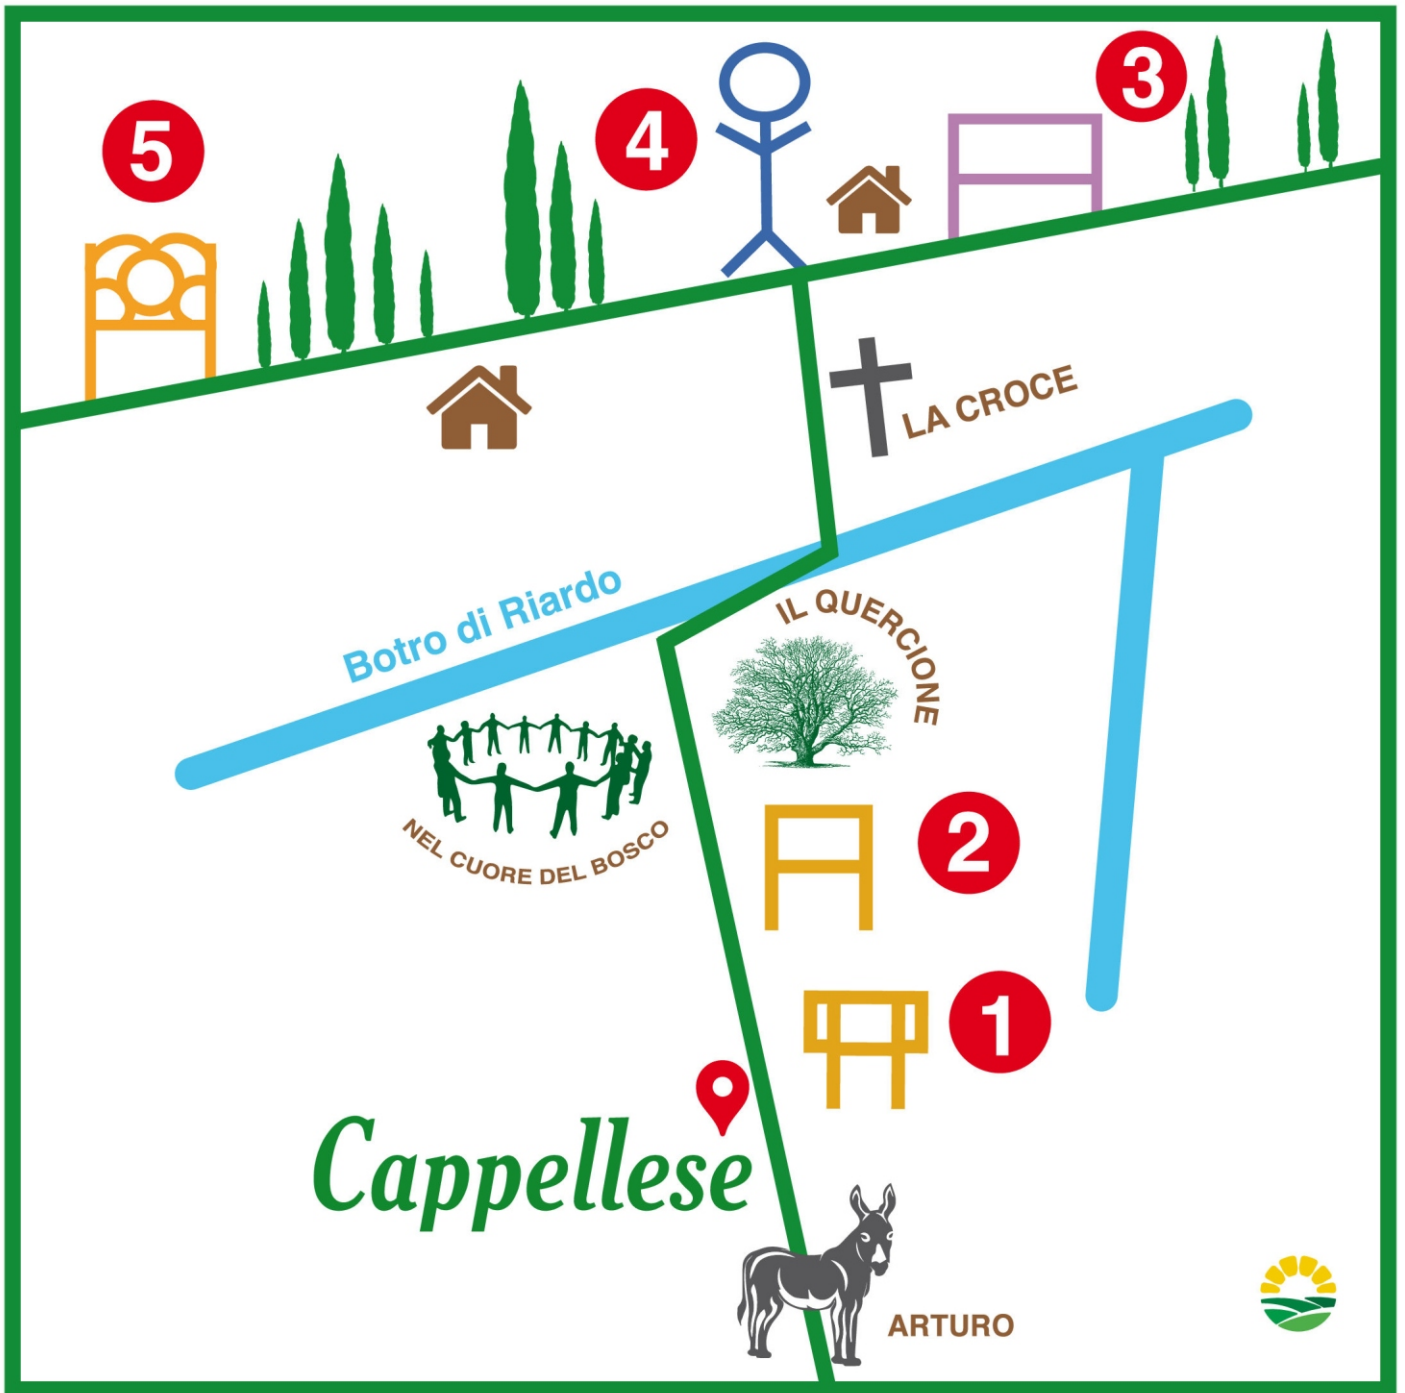 3
4
5
LA CROCE
Botro di Riardo
IL QUERCIONE
NEL CUORE DEL BOSCO
2
1
Cappellese
ARTURO